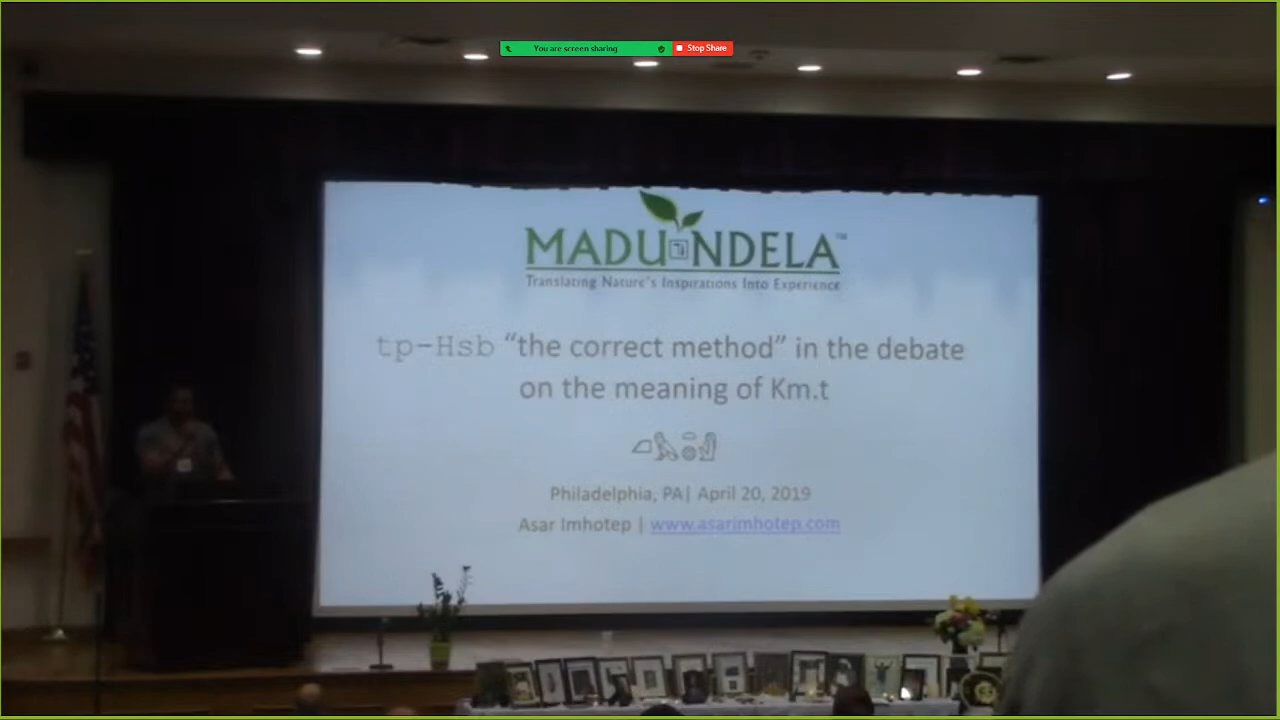 You are screen sharing Stop Share
MADU NDELA™
Translating Nature's Inspirations Into Experience
tp-Hsb “the correct method” in the debate
on the meaning of Km.t
Philadelphia, PA| April 20, 2019
Asar Imhotep | www.asarimhotep.com